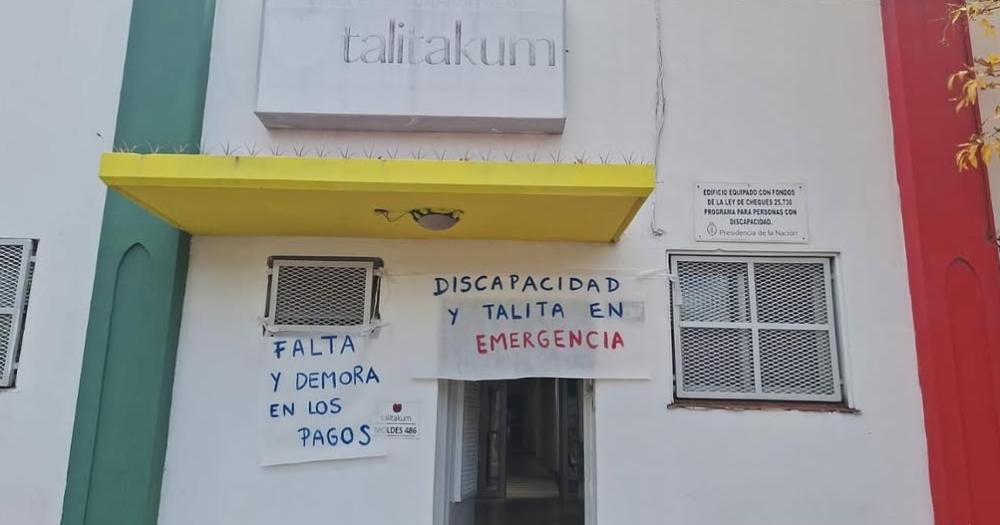 talitakum
EDIFICIO EQUIPADO CON FONDOS
DE LA LEY DE CHEQUES 25.730
PROGRAMA PARA PERSONAS CON
DISCAPACIDAD.
Presidencia de la Nación
DISCAPACIDAD
Y TALITA EN
EMERGENCIA
FALTA
Y DEMORA
EN LOS
PAGOS
talitakum
MOLDES 486